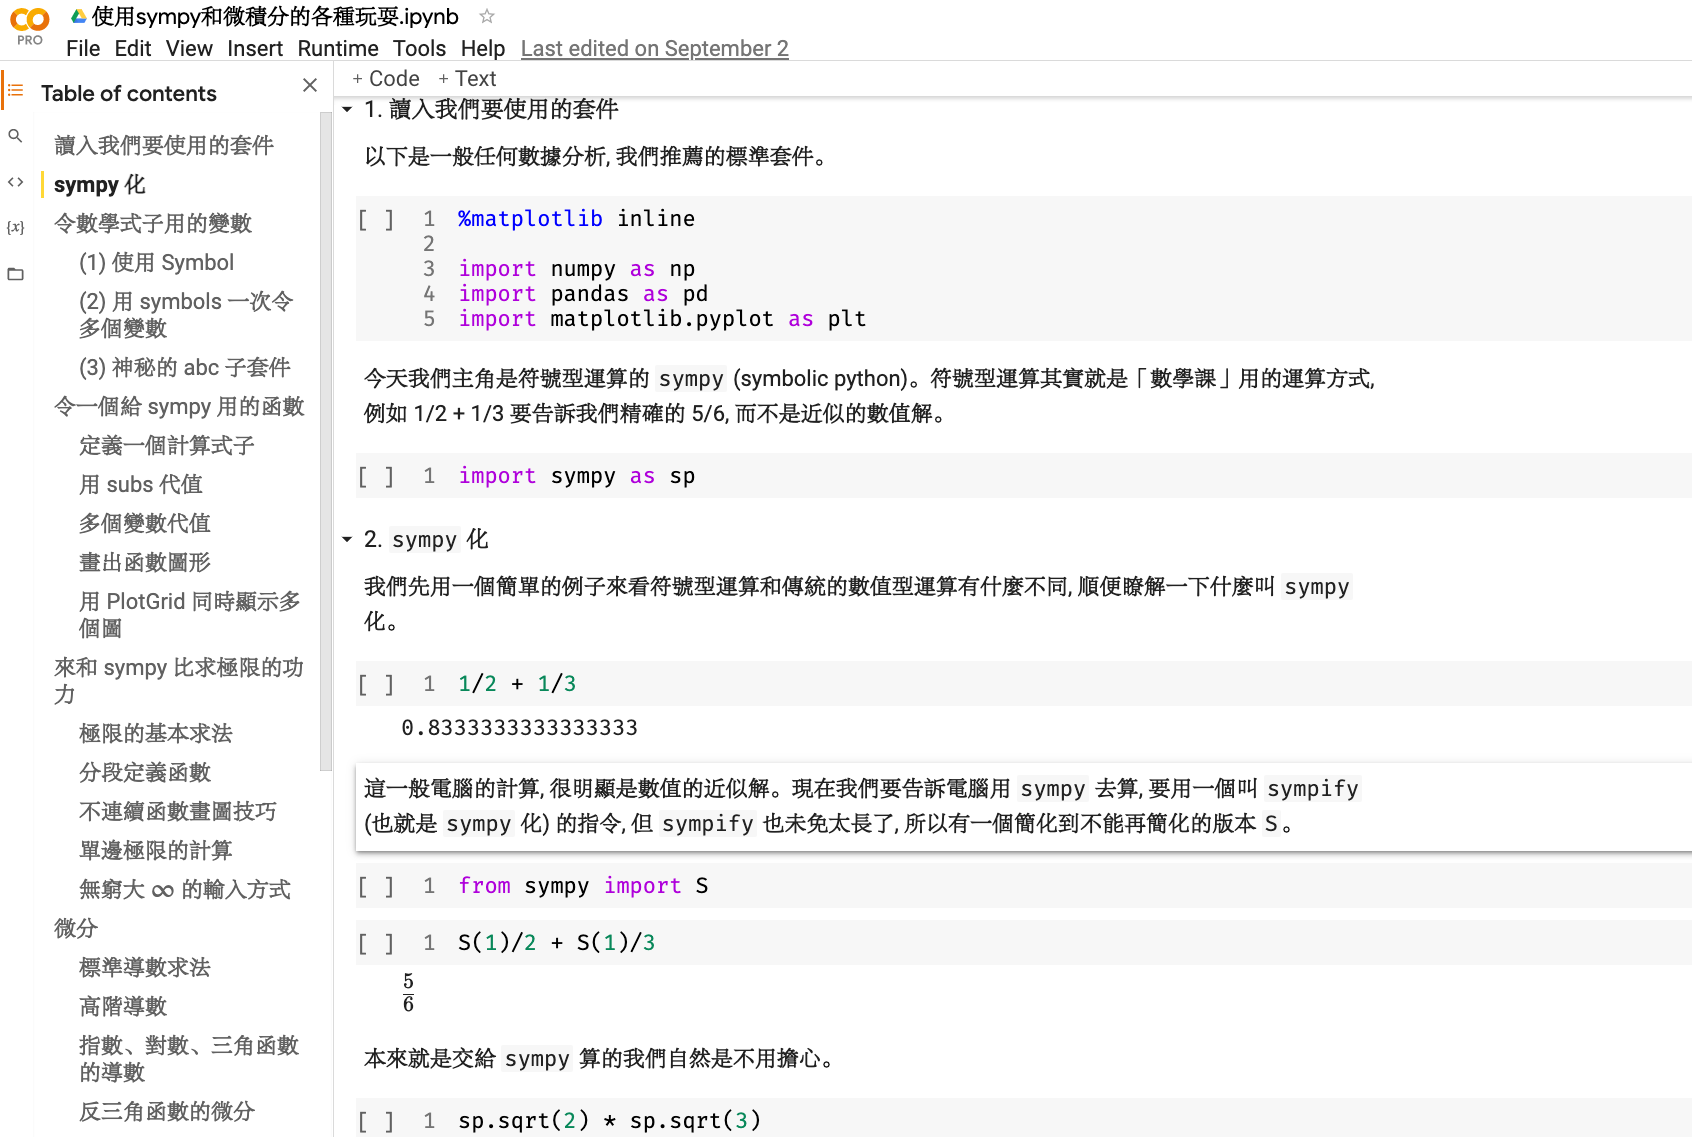 CO
PRO
使用sympy和微積分的各種玩耍.ipynb
File Edit View Insert Runtime Tools Help Last edited on September 2
Table of contents
讀入我們要使用的套件
sympy 化
令數學式子用的變數
(1) 使用 Symbol
(2) 用 symbols 一次令
多個變數
(3) 神秘的 abc 子套件
令一個給 sympy 用的函數
定義一個計算式子
用 subs 代值
多個變數代值
畫出函數圖形
用 PlotGrid 同時顯示多
個圖
來和 sympy 比求極限的功
力
極限的基本求法
分段定義函數
不連續函數畫圖技巧
單邊極限的計算
無窮大 ∞ 的輸入方式
微分
標準導數求法
高階導數
指數、對數、三角函數
的導數
反三角函數的微分
+ Code + Text
1. 讀入我們要使用的套件
以下是一般任何數據分析, 我們推薦的標準套件。
[ ] 1 %matplotlib inline
2
3 import numpy as np
4 import pandas as pd
5 import matplotlib.pyplot as plt
今天我們主角是符號型運算的 sympy (symbolic python)。符號型運算其實就是「數學課」用的運算方式,
例如 1/2 + 1/3 要告訴我們精確的 5/6, 而不是近似的數值解。
[ ] 1 import sympy as sp
2. sympy 化
我們先用一個簡單的例子來看符號型運算和傳統的數值型運算有什麼不同, 順便瞭解一下什麼叫 sympy
化。
[ ] 1 1/2 + 1/3
0.8333333333333333
這一般電腦的計算, 很明顯是數值的近似解。現在我們要告訴電腦用 sympy 去算, 要用一個叫 sympify
(也就是 sympy 化) 的指令, 但 sympify 也未免太長了, 所以有一個簡化到不能再簡化的版本 S 。
[ ] 1 from sympy import S
[ ] 1 S(1)/2 + S(1)/3
5
6
本來就是交給 sympy 算的我們自然是不用擔心。
[ ] 1 sp.sqrt(2) * sp.sqrt(3)